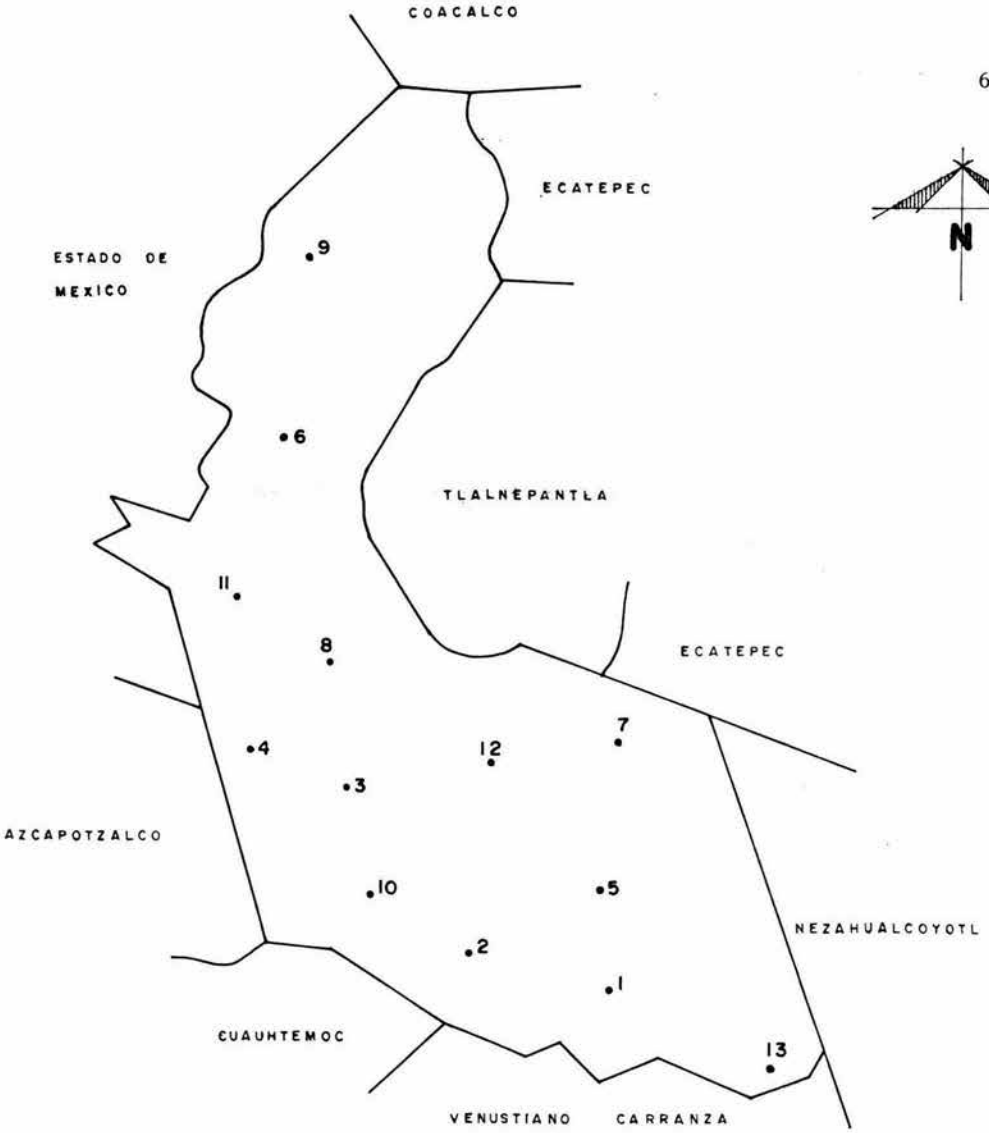 COACALCO
6
ECATEPEC
N
9
ESTADO DE
MEXICO
6
TLALNEPANTLA
11
8
ECATEPEC
7
4
12
3
AZCAPOTZALCO
10
5
NEZAHUALCOYOTL
2
1
CUAUHTEMOC
13
VENUSTIANO CARRANZA